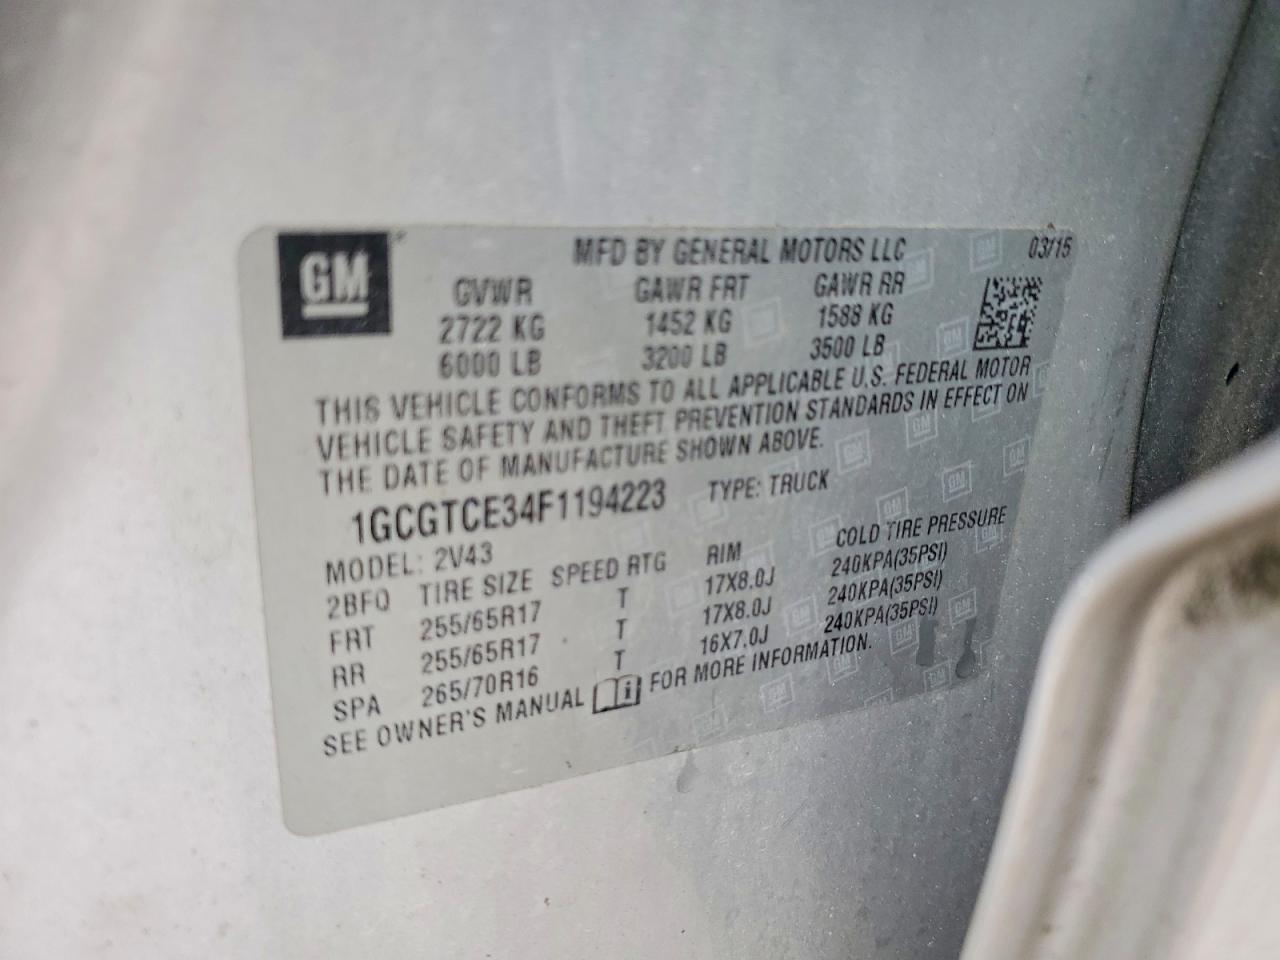 GM
MFD BY GENERAL MOTORS LLC 03/15
GVWR GAWR FRT GAWR RR
2722 KG 1452 KG 1588 KG
6000 LB 3200 LB 3500 LB
THIS VEHICLE CONFORMS TO ALL APPLICABLE U.S. FEDERAL MOTOR
VEHICLE SAFETY AND THEFT PREVENTION STANDARDS IN EFFECT ON
THE DATE OF MANUFACTURE SHOWN ABOVE.
1GCGTCE34F1194223 TYPE: TRUCK
MODEL: 2V43
2BFQ TIRE SIZE SPEED RTG RIM COLD TIRE PRESSURE
FRT 255/65R17 T 17X8.0J 240KPA(35PSI)
RR 255/65R17 T 17X8.0J 240KPA(35PSI)
SPA 265/70R16 T 16X7.0J 240KPA(35PSI)
SEE OWNER'S MANUAL i FOR MORE INFORMATION.